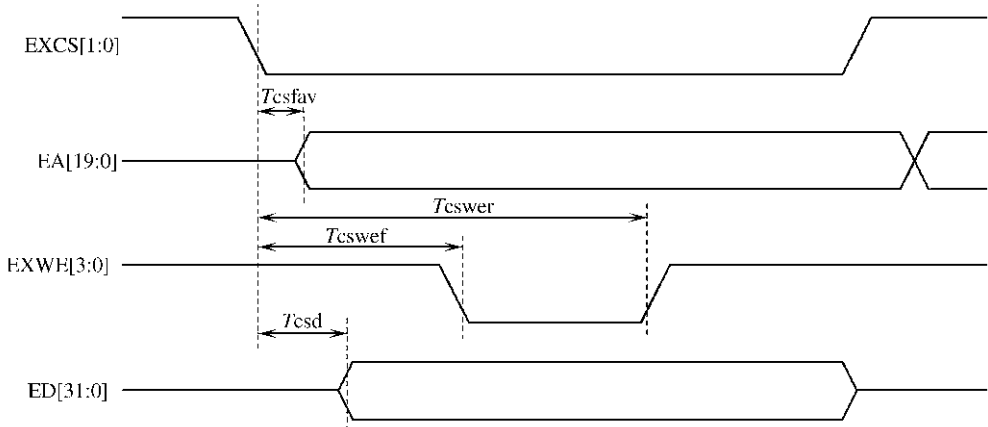 EXCS[1:0]
Tcsfav
EA[19:0]
Tcswer
Tcswef
EXWE[3:0]
Tcsd
ED[31:0]